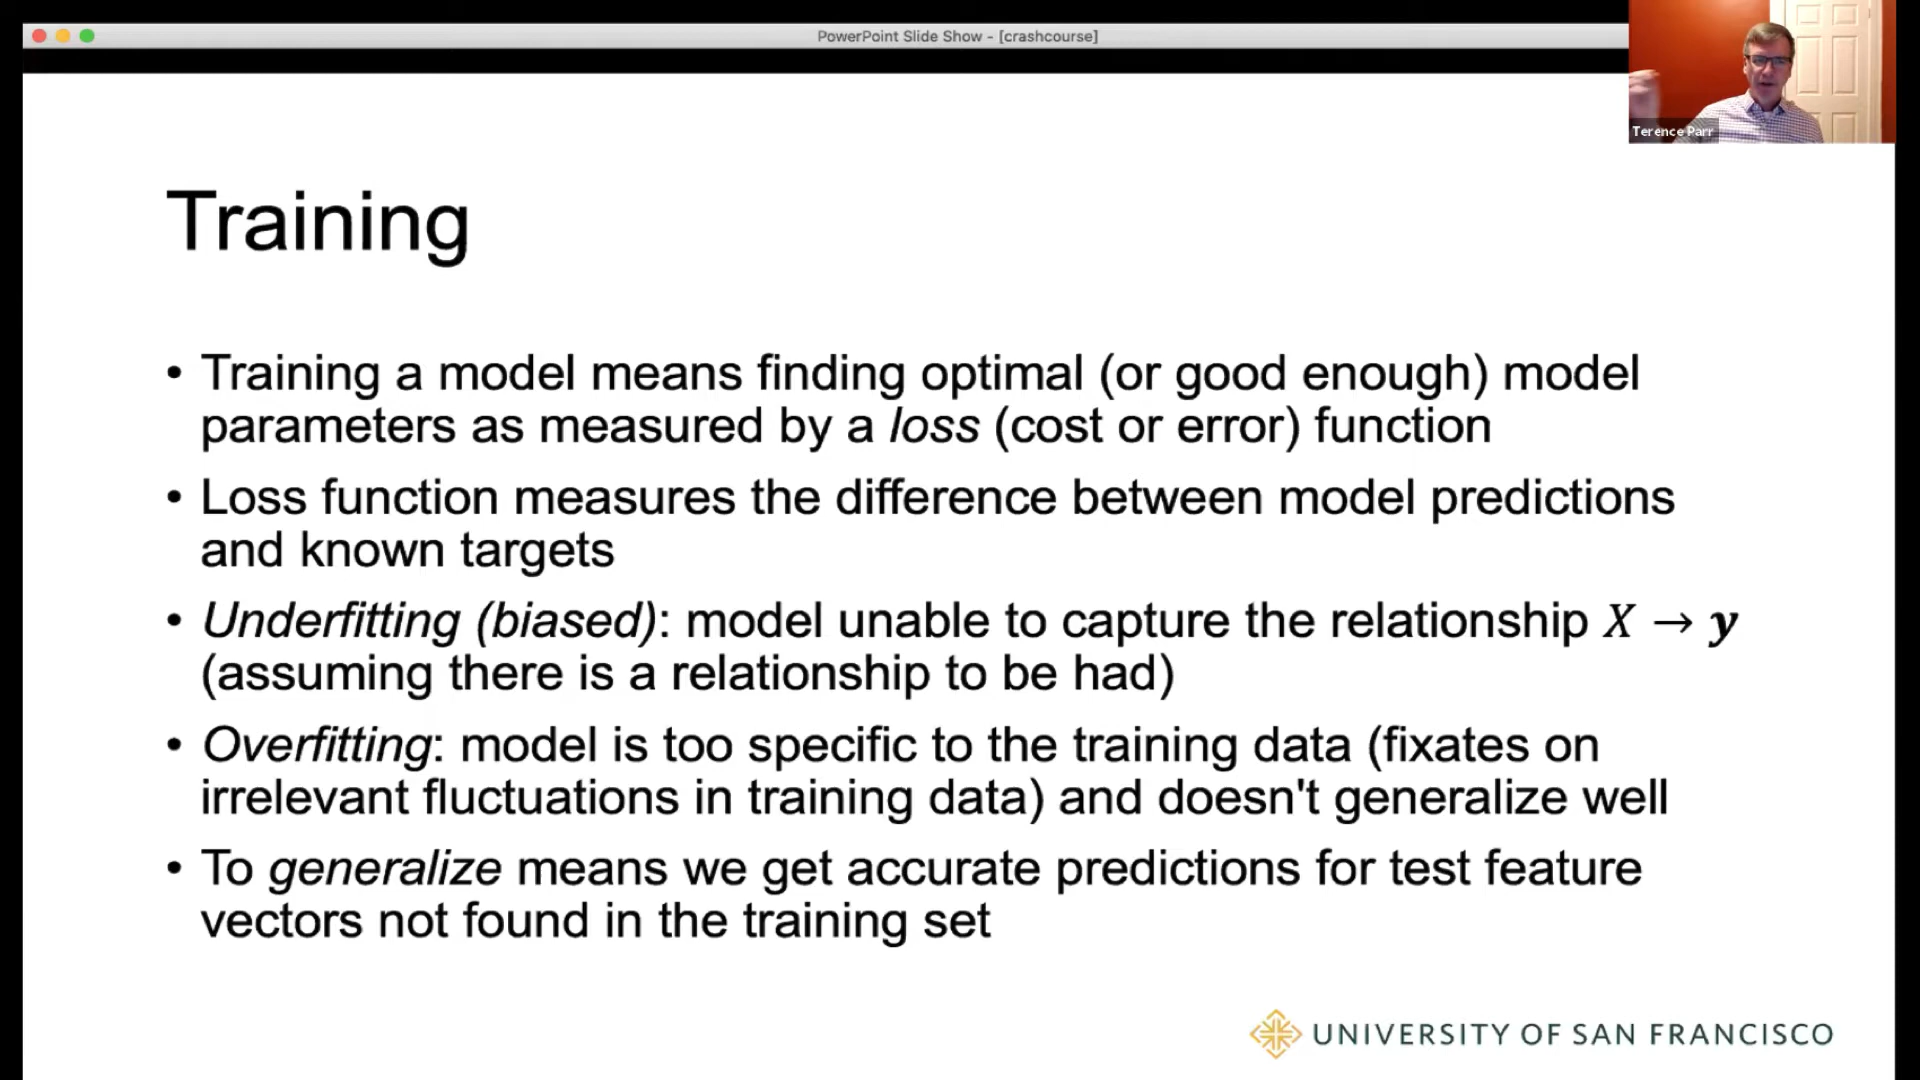 PowerPoint Slide Show - [crashcourse]
Terence Parr
Training
• Training a model means finding optimal (or good enough) model
parameters as measured by a loss (cost or error) function
• Loss function measures the difference between model predictions
and known targets
• Underfitting (biased): model unable to capture the relationship X → y
(assuming there is a relationship to be had)
• Overfitting: model is too specific to the training data (fixates on
irrelevant fluctuations in training data) and doesn't generalize well
• To generalize means we get accurate predictions for test feature
vectors not found in the training set
UNIVERSITY OF SAN FRANCISCO